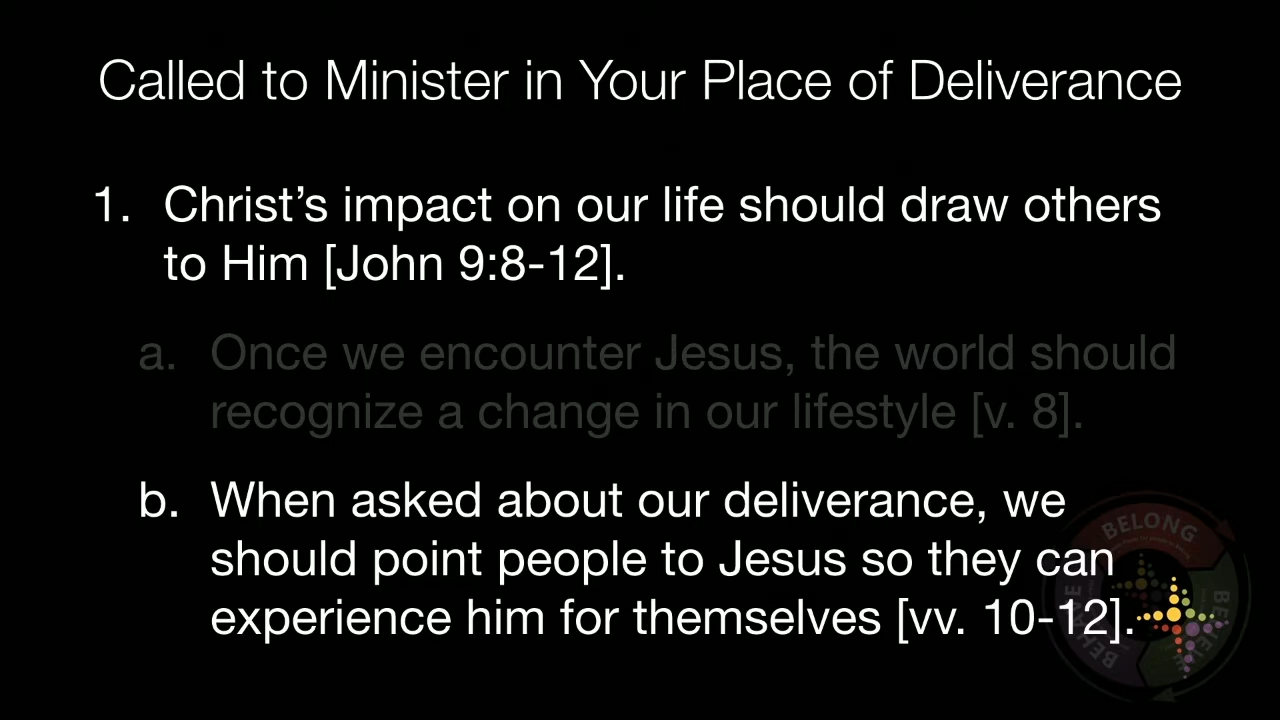 Called to Minister in Your Place of Deliverance
1. Christ’s impact on our life should draw others
to Him [John 9:8-12].
a. Once we encounter Jesus, the world should
recognize a change in our lifestyle [v. 8].
b. When asked about our deliverance, we
should point people to Jesus so they can
experience him for themselves [vv. 10-12].
BELONG